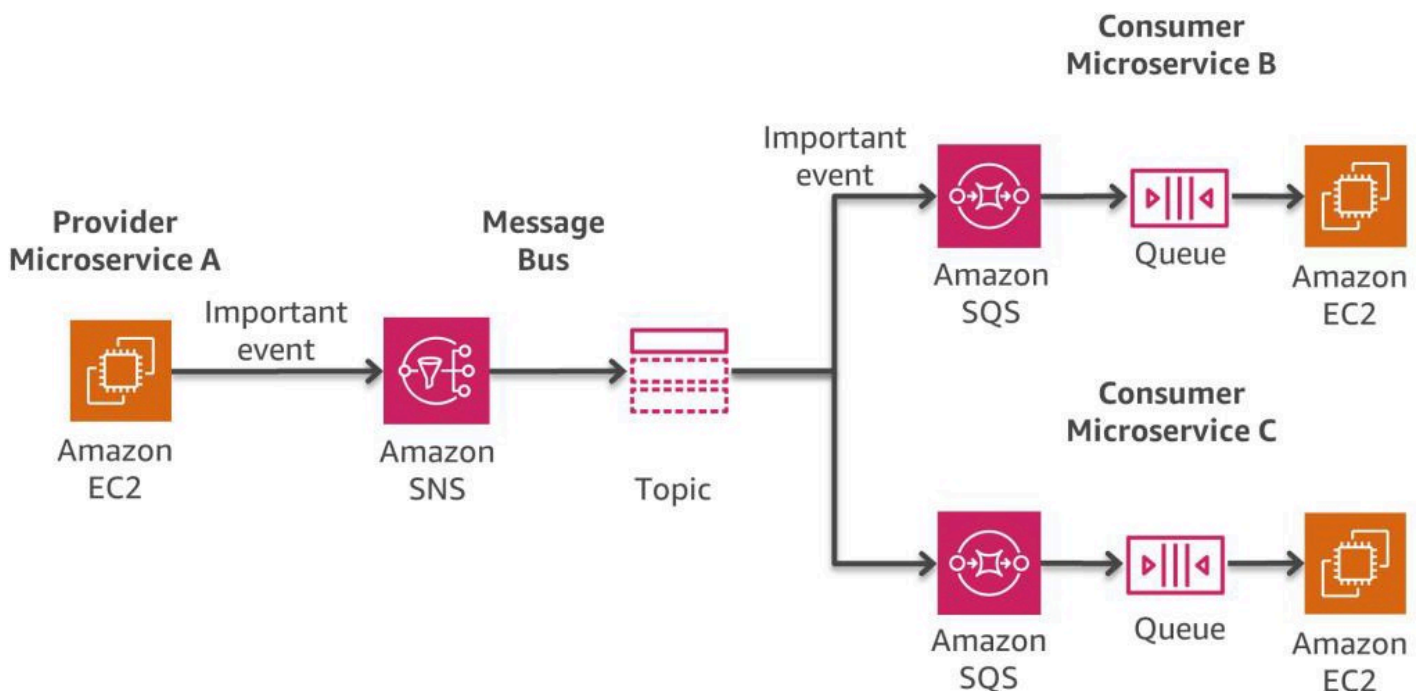 Consumer
Microservice B
Important
event
Amazon
SQS
Queue
Amazon
EC2
Provider
Microservice A
Important
event
Amazon
EC2
Message
Bus
Amazon
SNS
Topic
Consumer
Microservice C
Amazon
SQS
Queue
Amazon
EC2